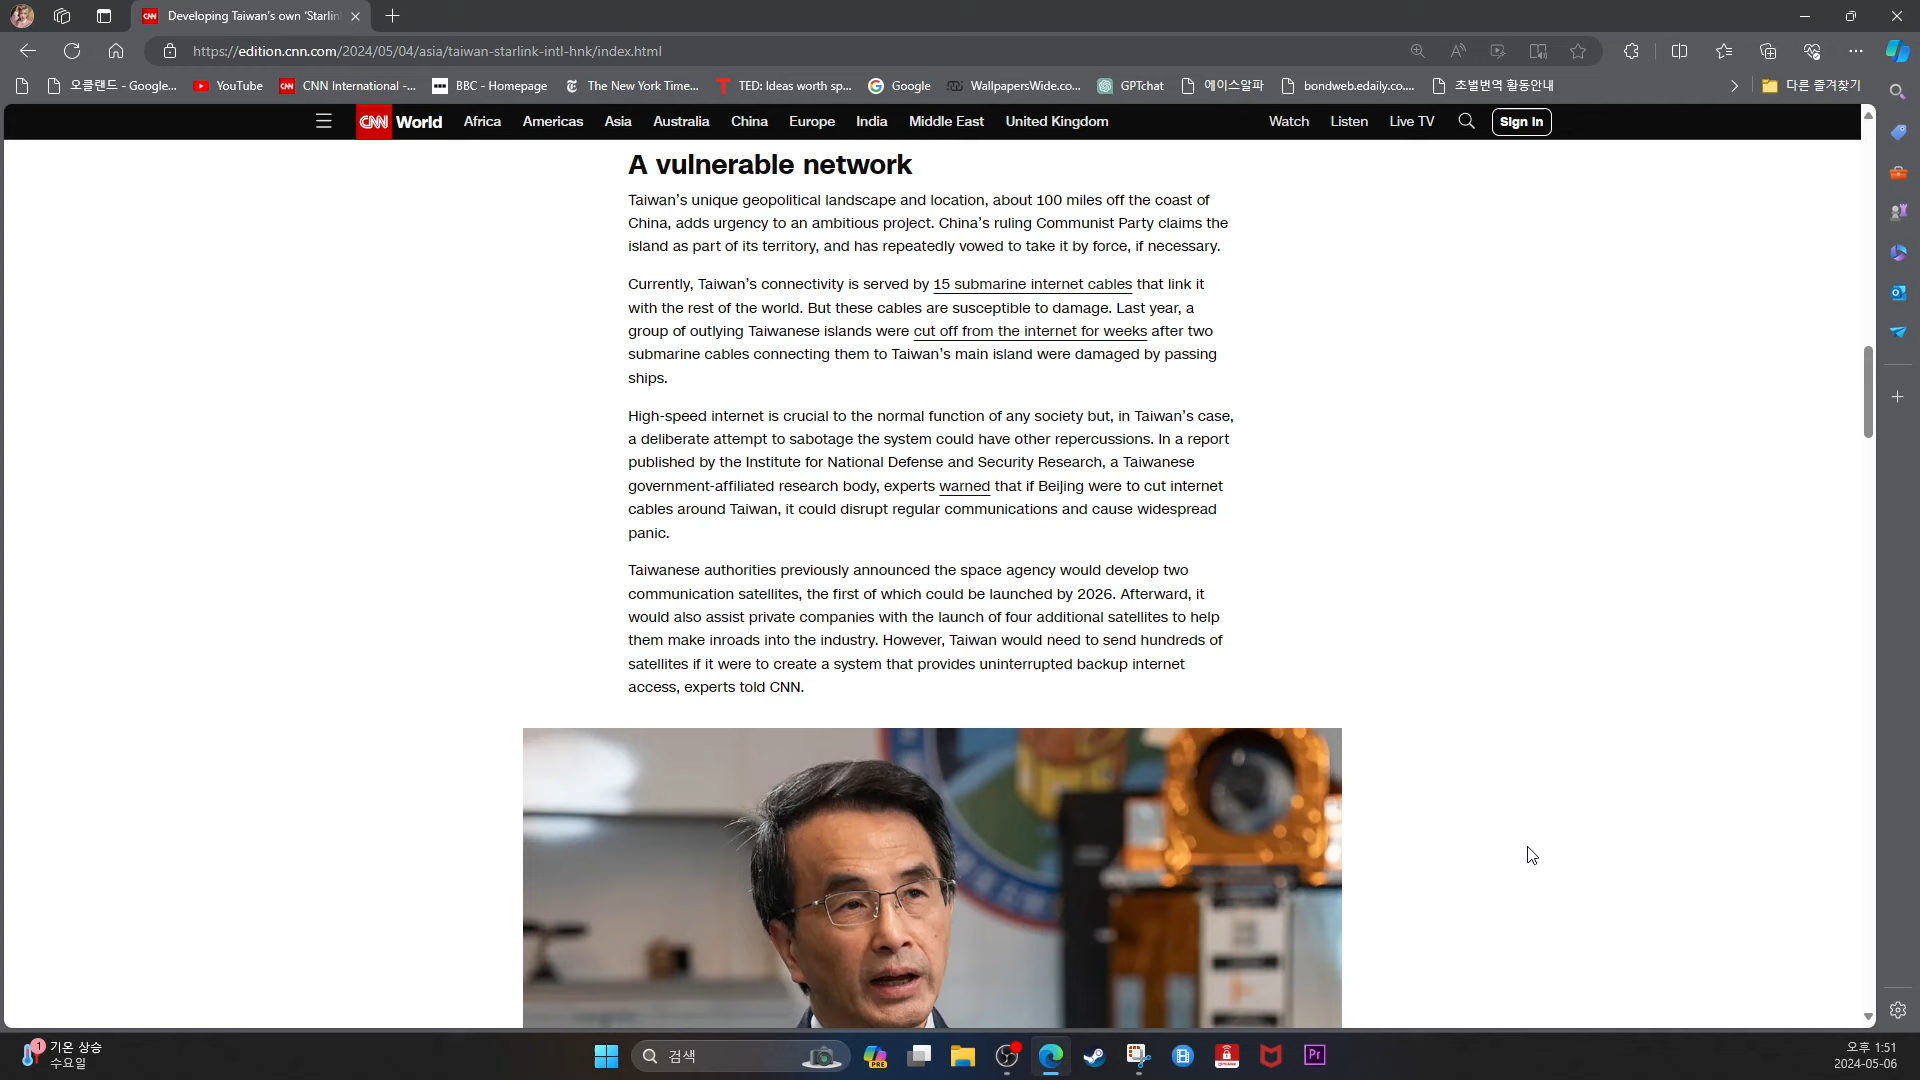 Developing Taiwan's own 'Starlin
https://edition.cnn.com/2024/05/04/asia/taiwan-starlink-intl-hnk/index.html
오클랜드 - Google... YouTube CNN International -... BBC - Homepage The New York Time... TED: Ideas worth sp... Google WallpapersWide.co... GPTchat 에이스알파 bondweb.edaily.co.... 초벌번역 활동안내 다른 즐겨찾기
CNN World Africa Americas Asia Australia China Europe India Middle East United Kingdom Watch Listen Live TV Sign in
A vulnerable network
Taiwan's unique geopolitical landscape and location, about 100 miles off the coast of
China, adds urgency to an ambitious project. China's ruling Communist Party claims the
island as part of its territory, and has repeatedly vowed to take it by force, if necessary.
Currently, Taiwan's connectivity is served by 15 submarine internet cables that link it
with the rest of the world. But these cables are susceptible to damage. Last year, a
group of outlying Taiwanese islands were cut off from the internet for weeks after two
submarine cables connecting them to Taiwan's main island were damaged by passing
ships.
High-speed internet is crucial to the normal function of any society but, in Taiwan's case,
a deliberate attempt to sabotage the system could have other repercussions. In a report
published by the Institute for National Defense and Security Research, a Taiwanese
government-affiliated research body, experts warned that if Beijing were to cut internet
cables around Taiwan, it could disrupt regular communications and cause widespread
panic.
Taiwanese authorities previously announced the space agency would develop two
communication satellites, the first of which could be launched by 2026. Afterward, it
would also assist private companies with the launch of four additional satellites to help
them make inroads into the industry. However, Taiwan would need to send hundreds of
satellites if it were to create a system that provides uninterrupted backup internet
access, experts told CNN.
1 기온 상승
수요일
검색
PRE
Pr
오후 1:51
2024-05-06